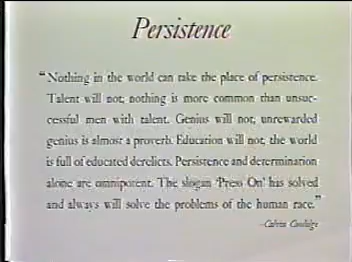 Persistence
"Nothing in the world can take the place of persistence.
Talent will not; nothing is more common than unsuc-
cessful men with talent. Genius will not; unrewarded
genius is almost a proverb. Education will not; the world
is full of educated derelicts. Persistence and determination
alone are omnipotent. The slogan 'Press On' has solved
and always will solve the problems of the human race."
-Calvin Coolidge